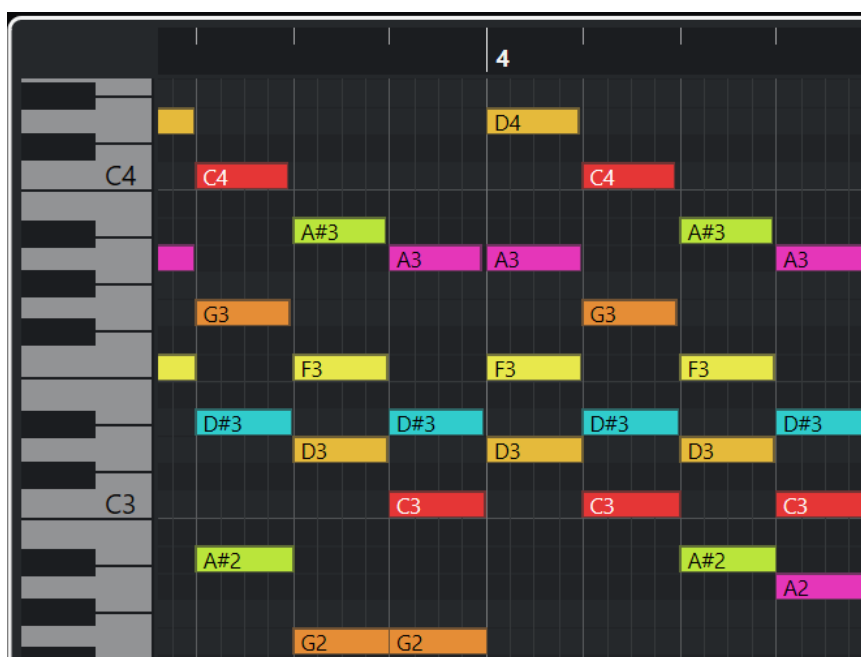 4
D4
C4 C4 C4
A#3 A#3
A3 A3 A3
G3 G3
F3 F3 F3
D#3 D#3 D#3 D#3
D3 D3 D3
C3 C3 C3 C3
A#2 A#2
A2
G2 G2